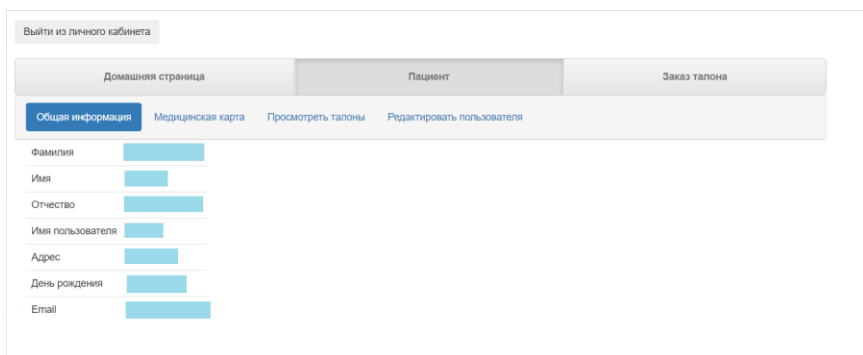 Выйти из личного кабинета
Домашняя страница Пациент Заказ талона
Общая информация Медицинская карта Просмотреть талоны Редактировать пользователя
Фамилия
Имя
Отчество
Имя пользователя
Адрес
День рождения
Email